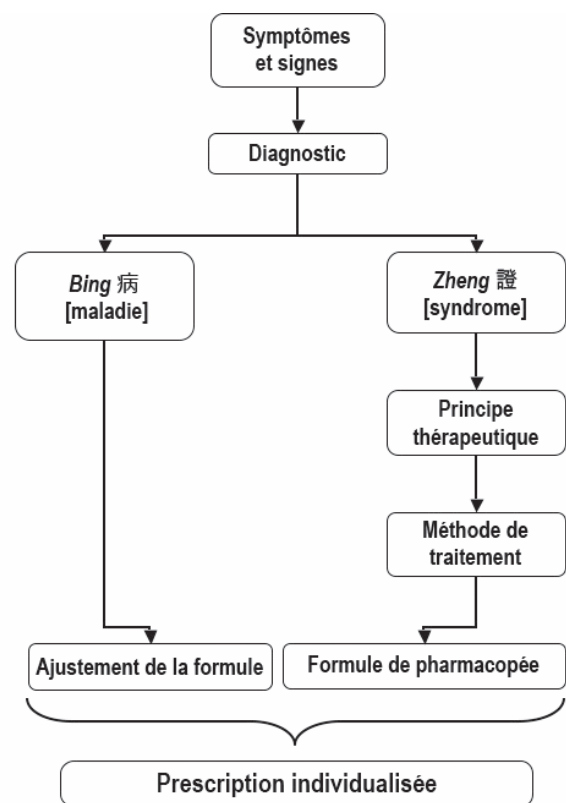 Symptômes
et signes
Diagnostic
Bing 病
[maladie]
Zheng 證
[syndrome]
Principe
thérapeutique
Méthode de
traitement
Ajustement de la formule
Formule de pharmacopée
Prescription individualisée